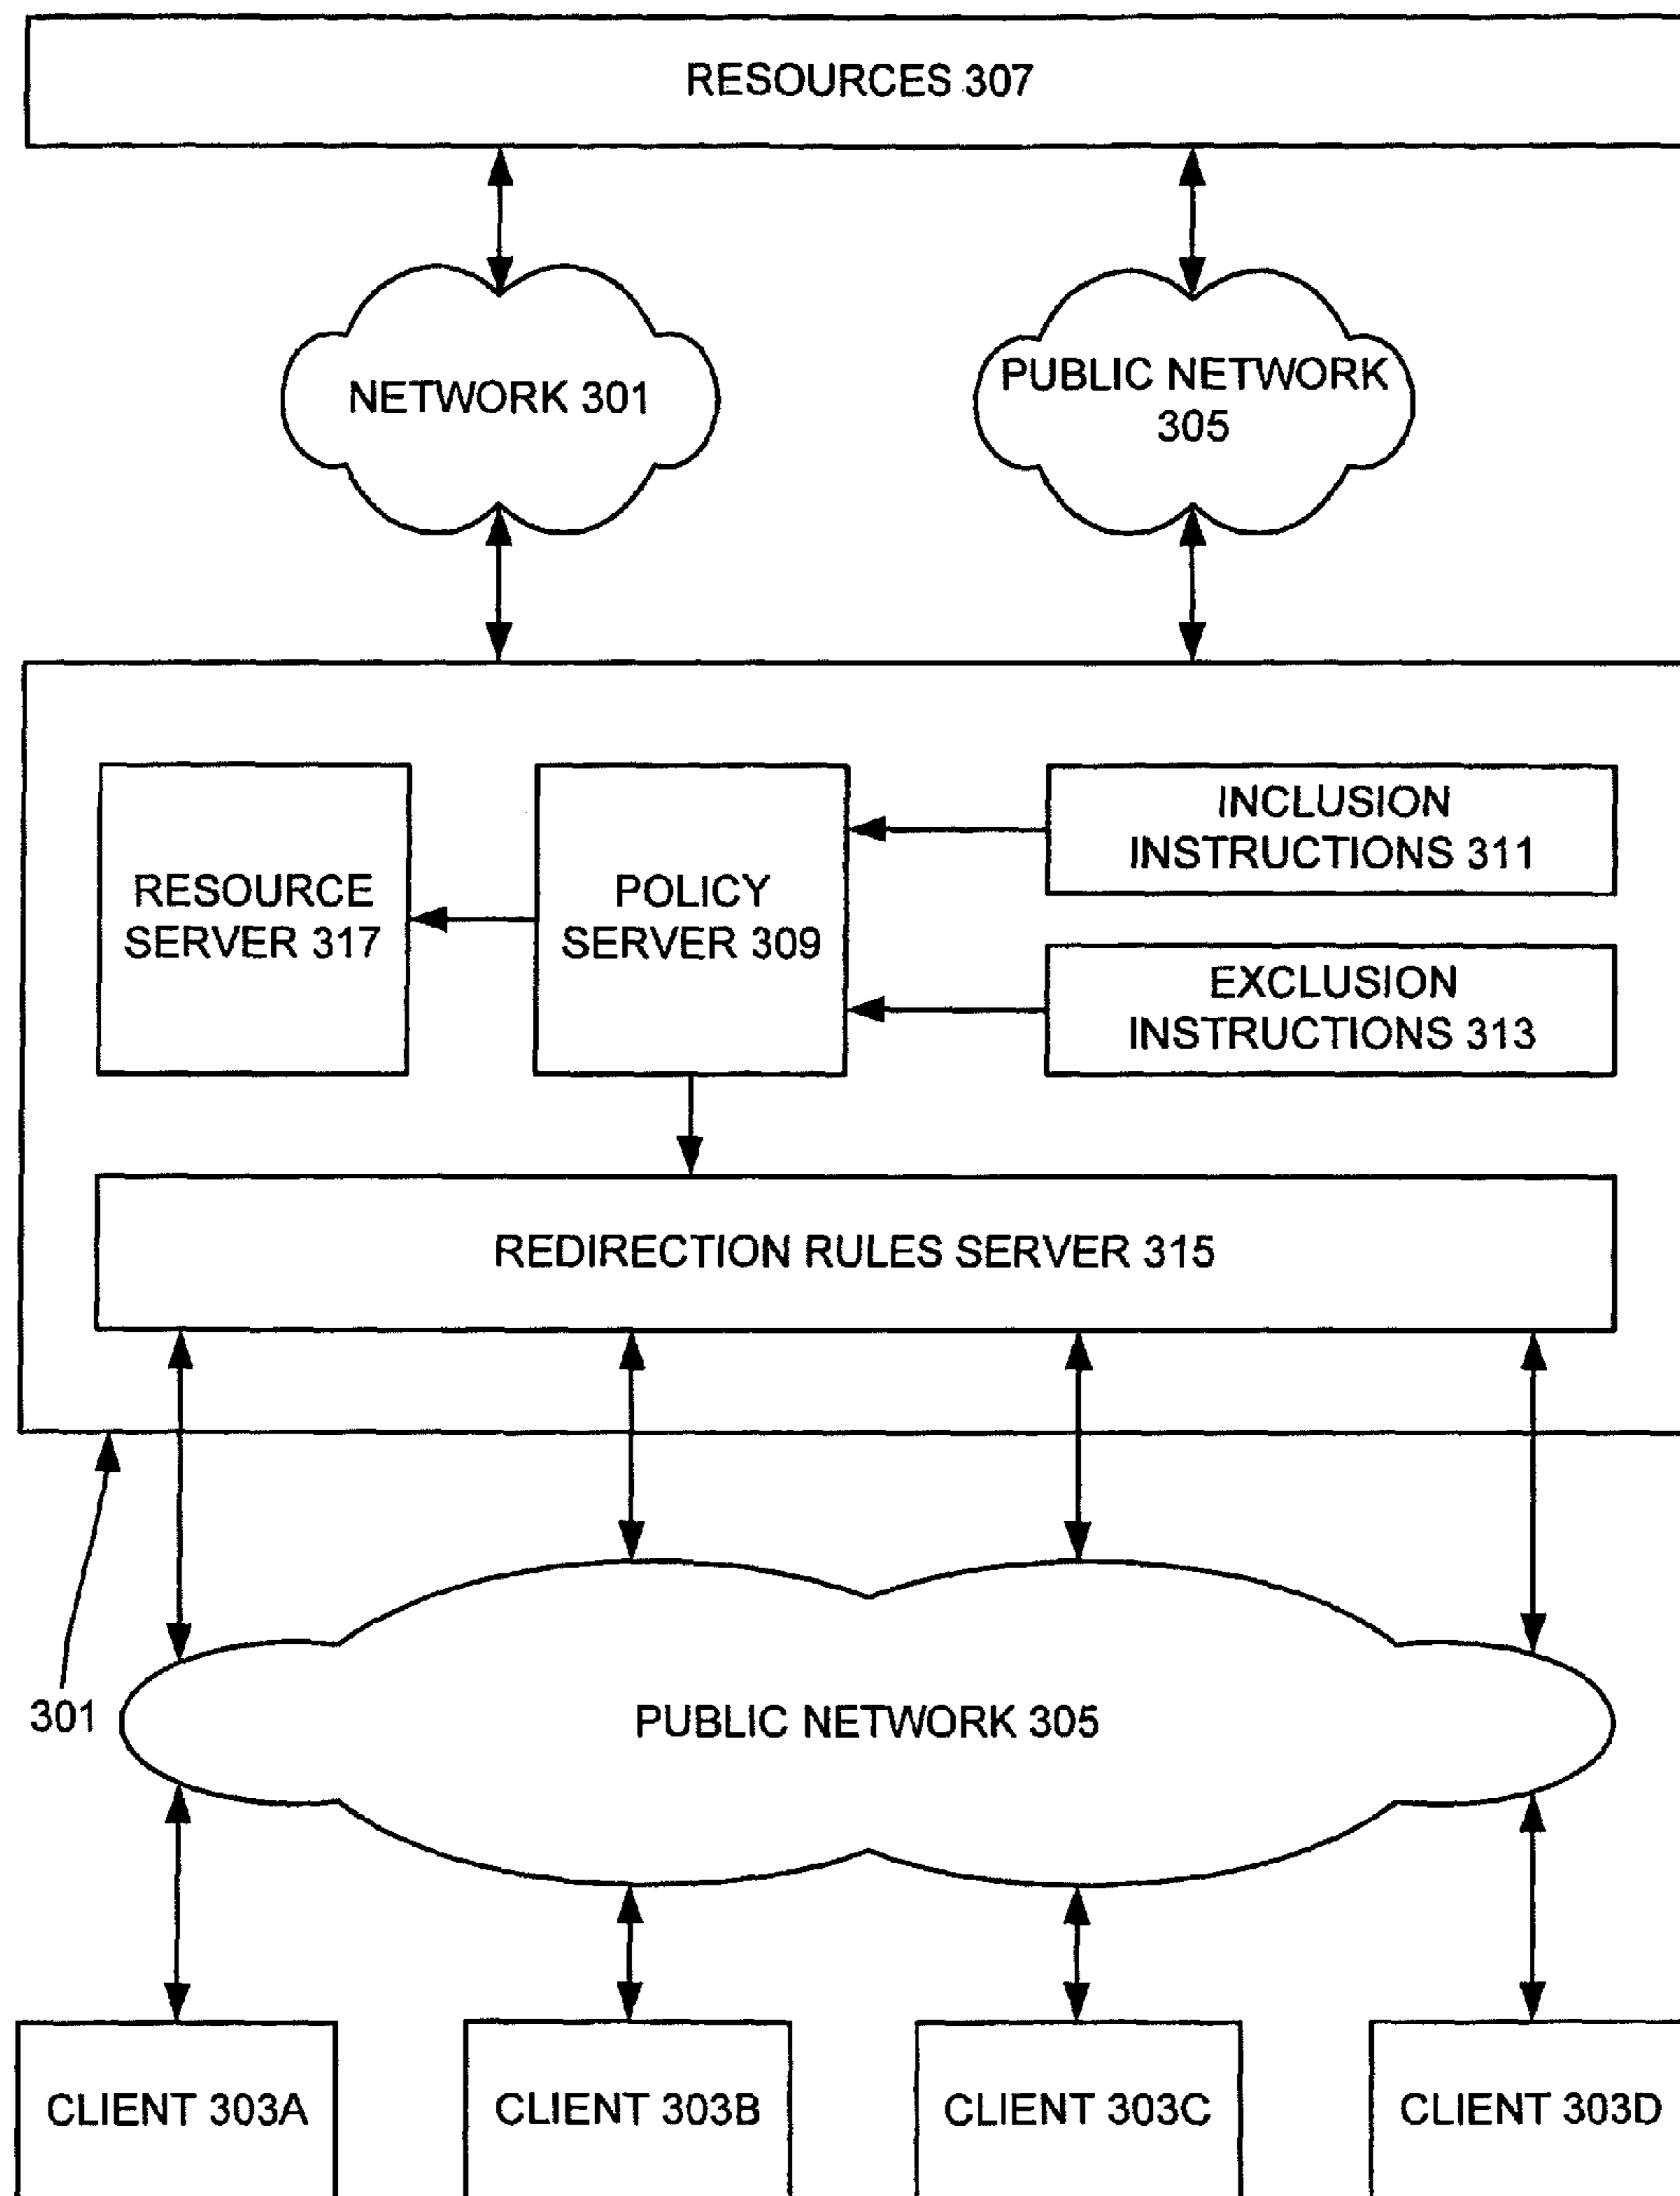 RESOURCES 307
NETWORK 301
PUBLIC NETWORK
305
INCLUSION
INSTRUCTIONS 311
RESOURCE
SERVER 317
POLICY
SERVER 309
EXCLUSION
INSTRUCTIONS 313
REDIRECTION RULES SERVER 315
301
PUBLIC NETWORK 305
CLIENT 303A
CLIENT 303B
CLIENT 303C
CLIENT 303D